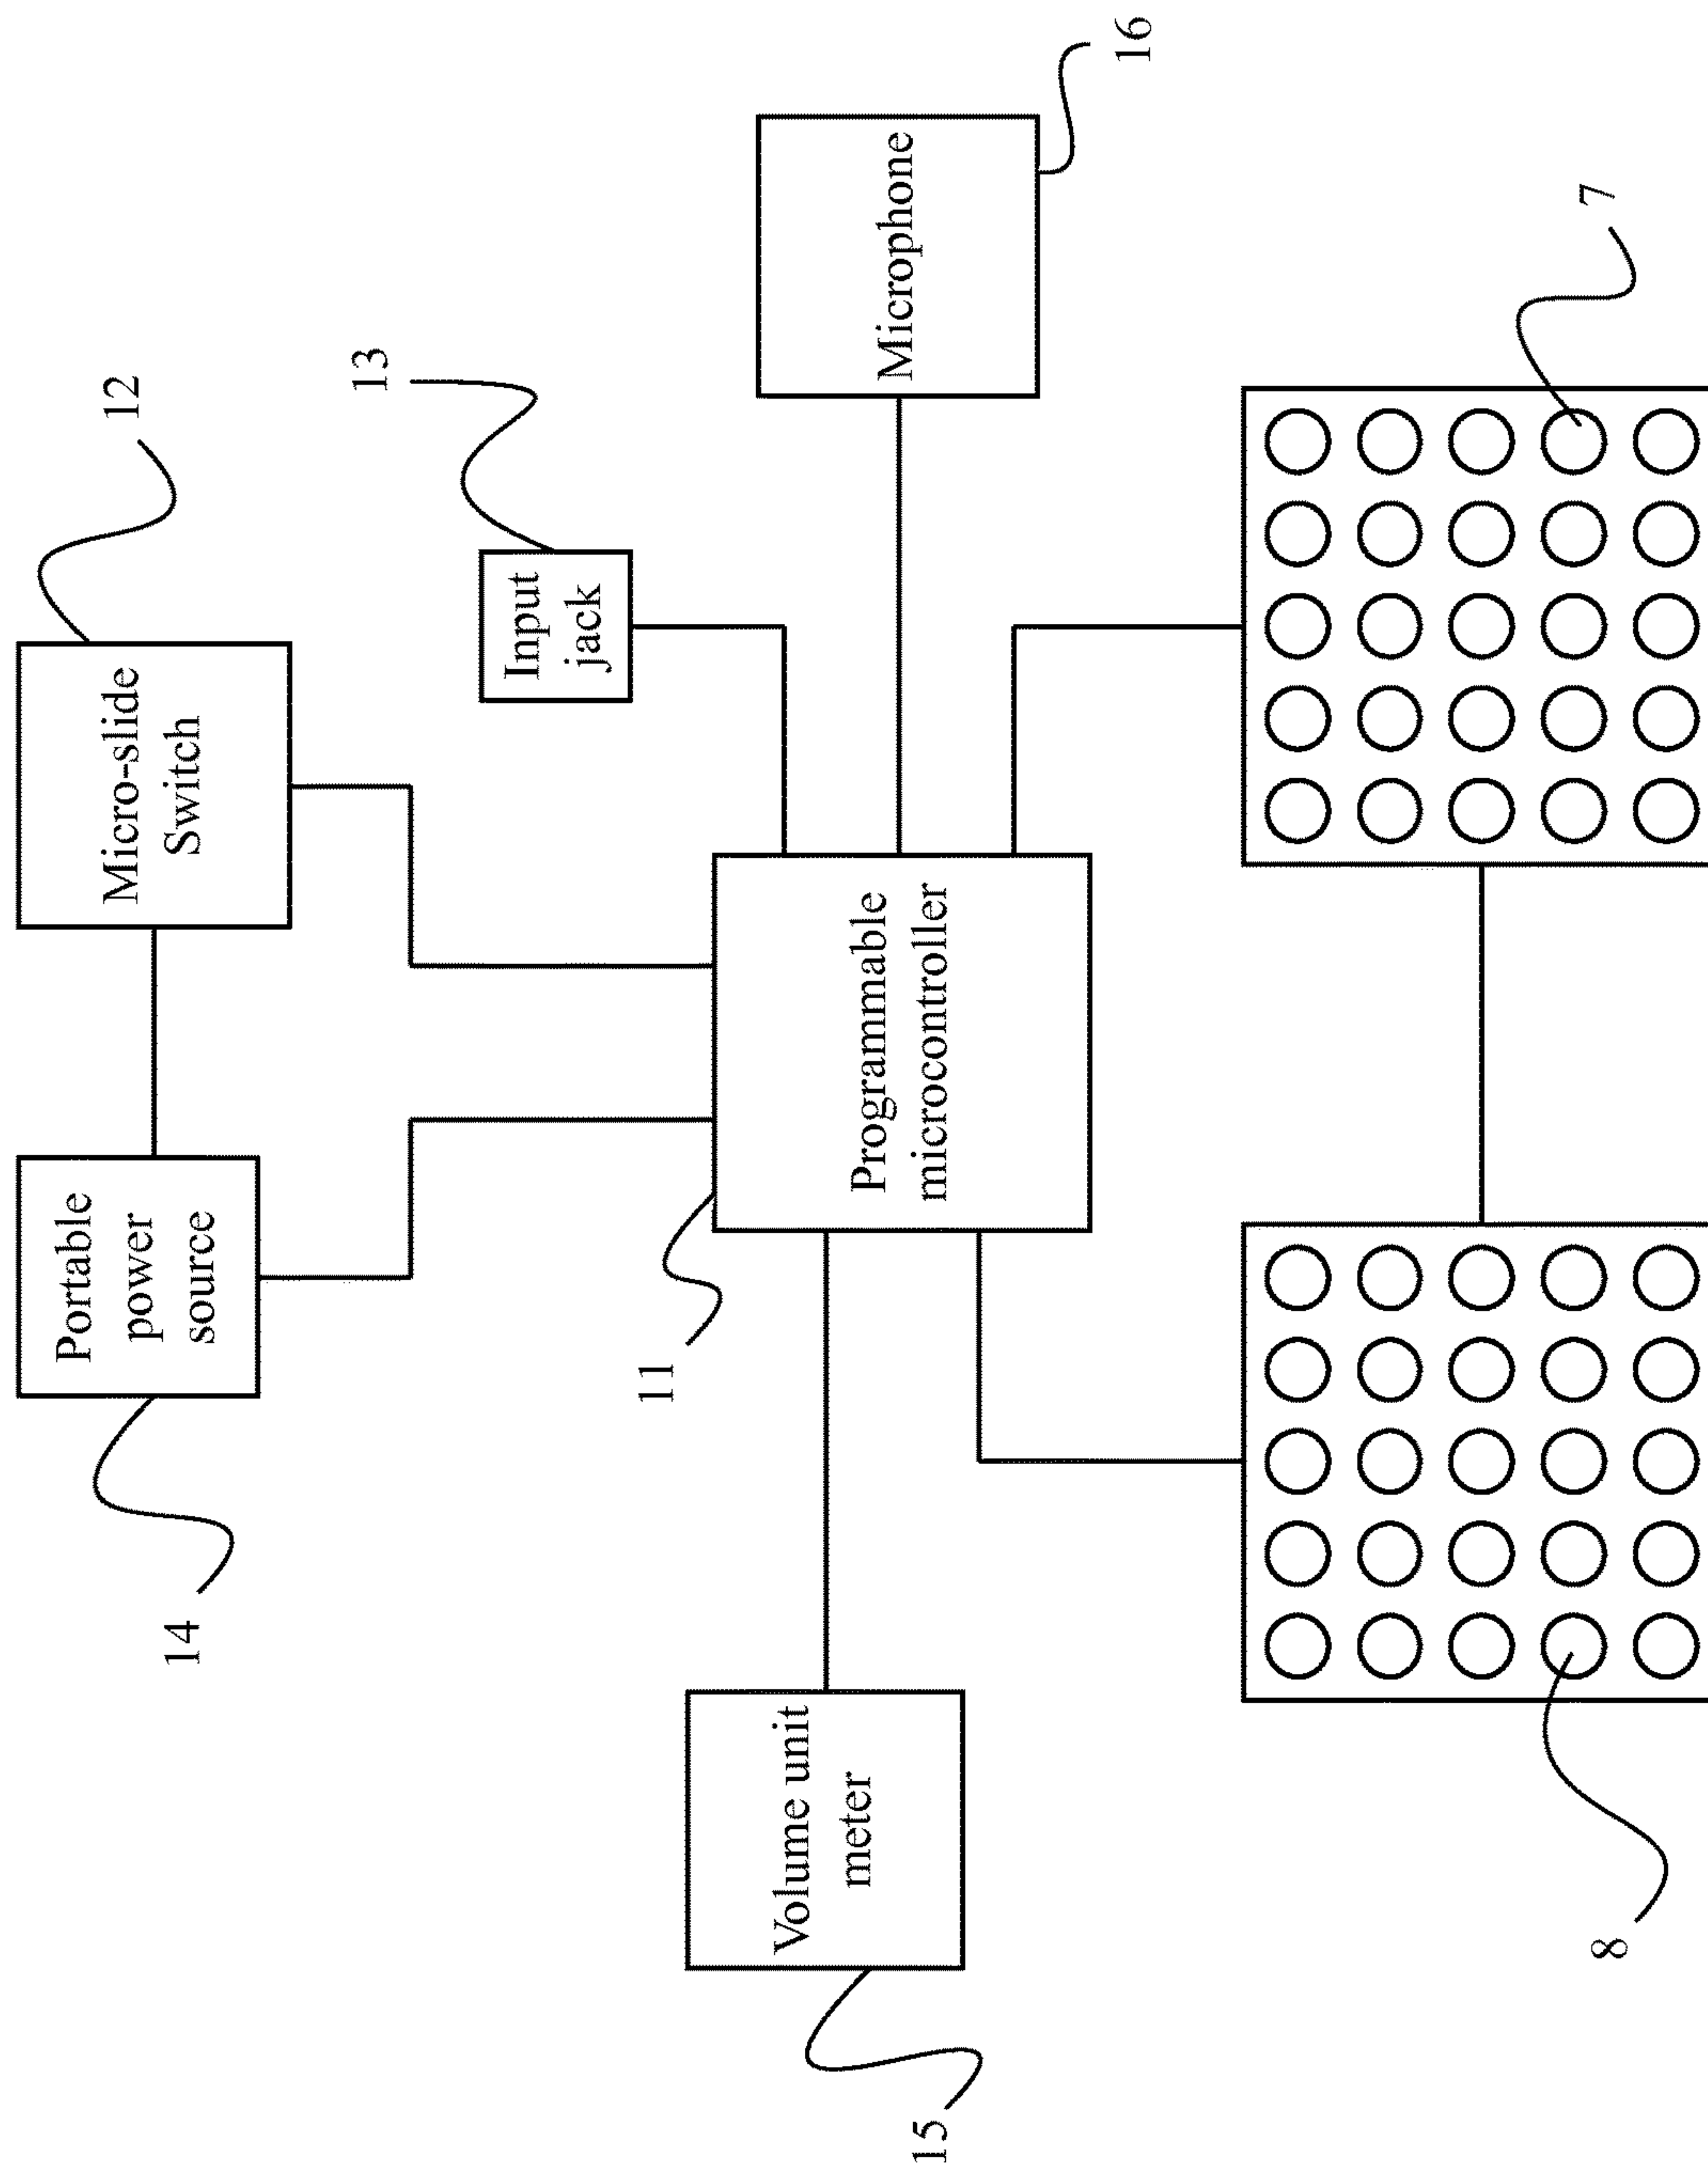 14
Portable
power
source
Micro-slide
Switch
12
13
Input
jack
11
15
Volume unit
meter
Programmable
microcontroller
Microphone
16
8
7